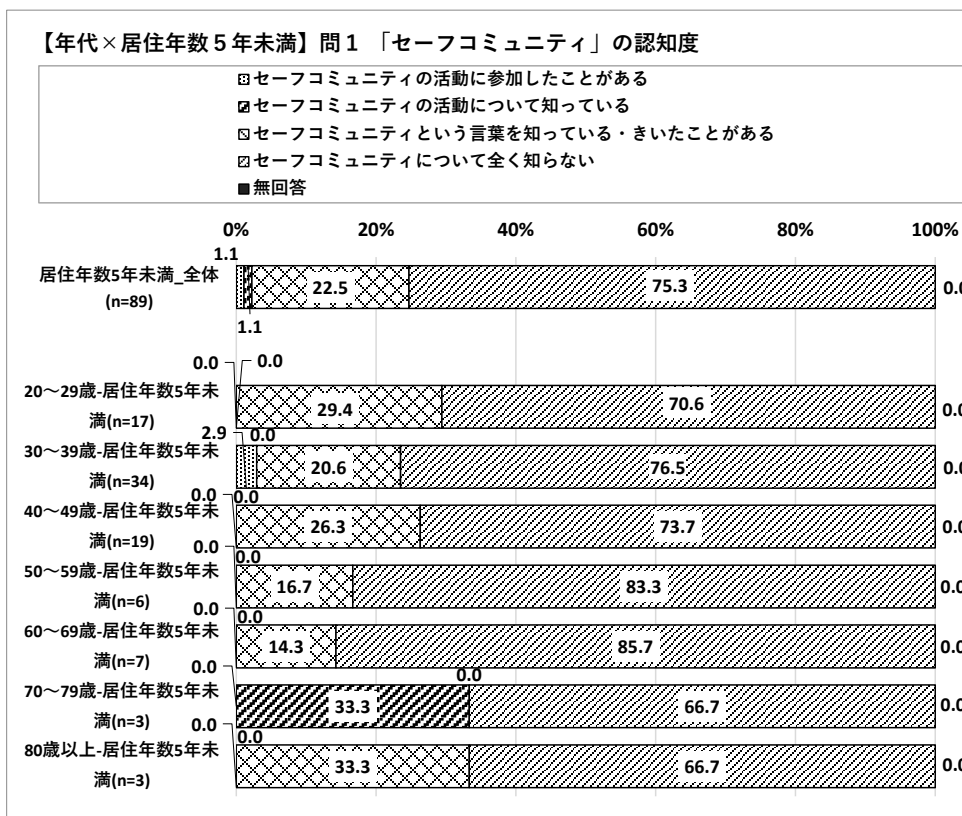 【年代×居住年数５年未満】問１ 「セーフコミュニティ」の認知度
セーフコミュニティの活動に参加したことがある
セーフコミュニティの活動について知っている
セーフコミュニティという言葉を知っている・きいたことがある
セーフコミュニティについて全く知らない
無回答
0% 20% 40% 60% 80% 100%
1.1
居住年数5年未満_全体
(n=89)
22.5 75.3 0.0
1.1
0.0 0.0
20～29歳-居住年数5年未
満(n=17)
29.4 70.6 0.0
2.9 0.0
30～39歳-居住年数5年未
満(n=34)
20.6 76.5 0.0
0.0 0.0
40～49歳-居住年数5年未
満(n=19)
26.3 73.7 0.0
0.0 0.0
50～59歳-居住年数5年未
満(n=6)
16.7 83.3 0.0
0.0 0.0
60～69歳-居住年数5年未
満(n=7)
14.3 85.7 0.0
0.0 0.0
70～79歳-居住年数5年未
満(n=3)
33.3 66.7 0.0
0.0 0.0
80歳以上-居住年数5年未
満(n=3)
33.3 66.7 0.0